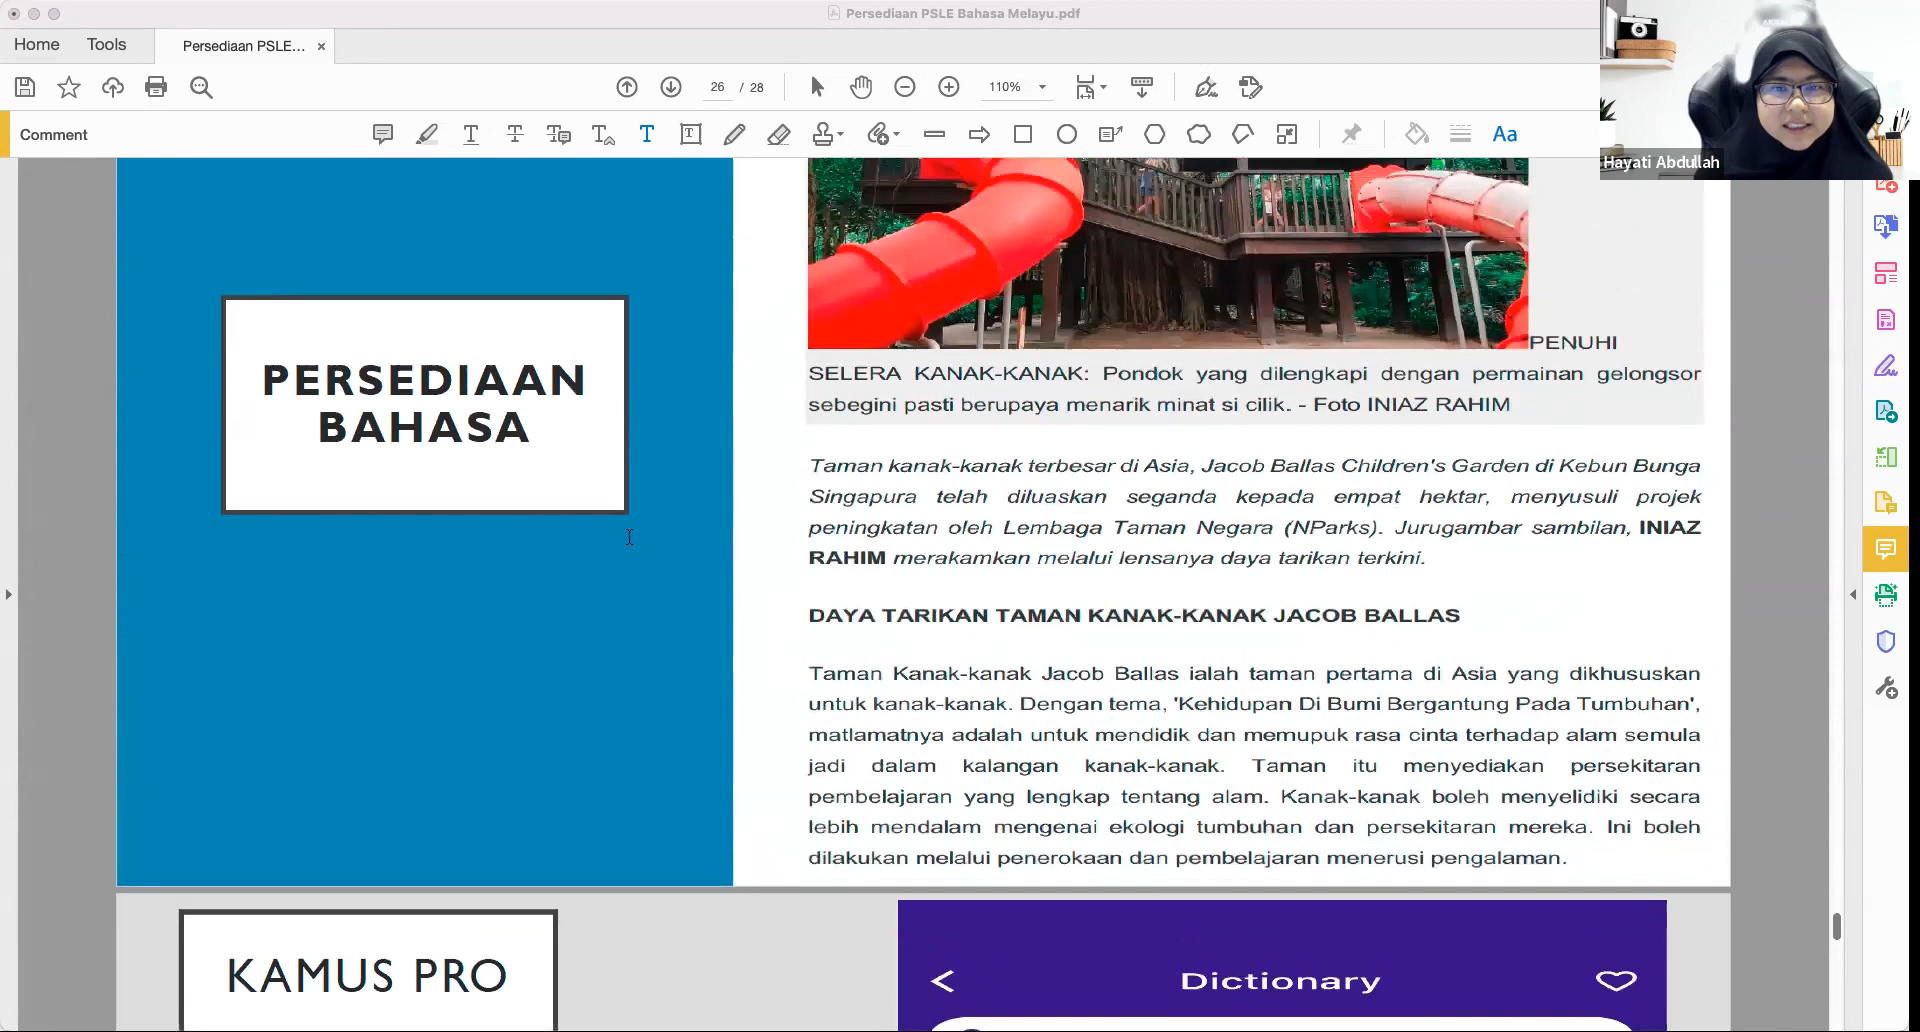 Persediaan PSLE Bahasa Melayu.pdf
Home
Tools
Persediaan PSLE...
26 / 28
110%
Comment
Aa
Hayati Abdullah
PERSEDIAAN
BAHASA
PENUHI
SELERA KANAK-KANAK: Pondok yang dilengkapi dengan permainan gelongsor
sebegini pasti berupaya menarik minat si cilik. - Foto INIAZ RAHIM
Taman kanak-kanak terbesar di Asia, Jacob Ballas Children's Garden di Kebun Bunga
Singapura telah diluaskan seganda kepada empat hektar, menyusuli projek
peningkatan oleh Lembaga Taman Negara (NParks). Jurugambar sambilan, INIAZ
RAHIM merakamkan melalui lensanya daya tarikan terkini.
DAYA TARIKAN TAMAN KANAK-KANAK JACOB BALLAS
Taman Kanak-kanak Jacob Ballas ialah taman pertama di Asia yang dikhususkan
untuk kanak-kanak. Dengan tema, 'Kehidupan Di Bumi Bergantung Pada Tumbuhan',
matlamatnya adalah untuk mendidik dan memupuk rasa cinta terhadap alam semula
jadi dalam kalangan kanak-kanak. Taman itu menyediakan persekitaran
pembelajaran yang lengkap tentang alam. Kanak-kanak boleh menyelidiki secara
lebih mendalam mengenai ekologi tumbuhan dan persekitaran mereka. Ini boleh
dilakukan melalui penerokaan dan pembelajaran menerusi pengalaman.
KAMUS PRO
Dictionary